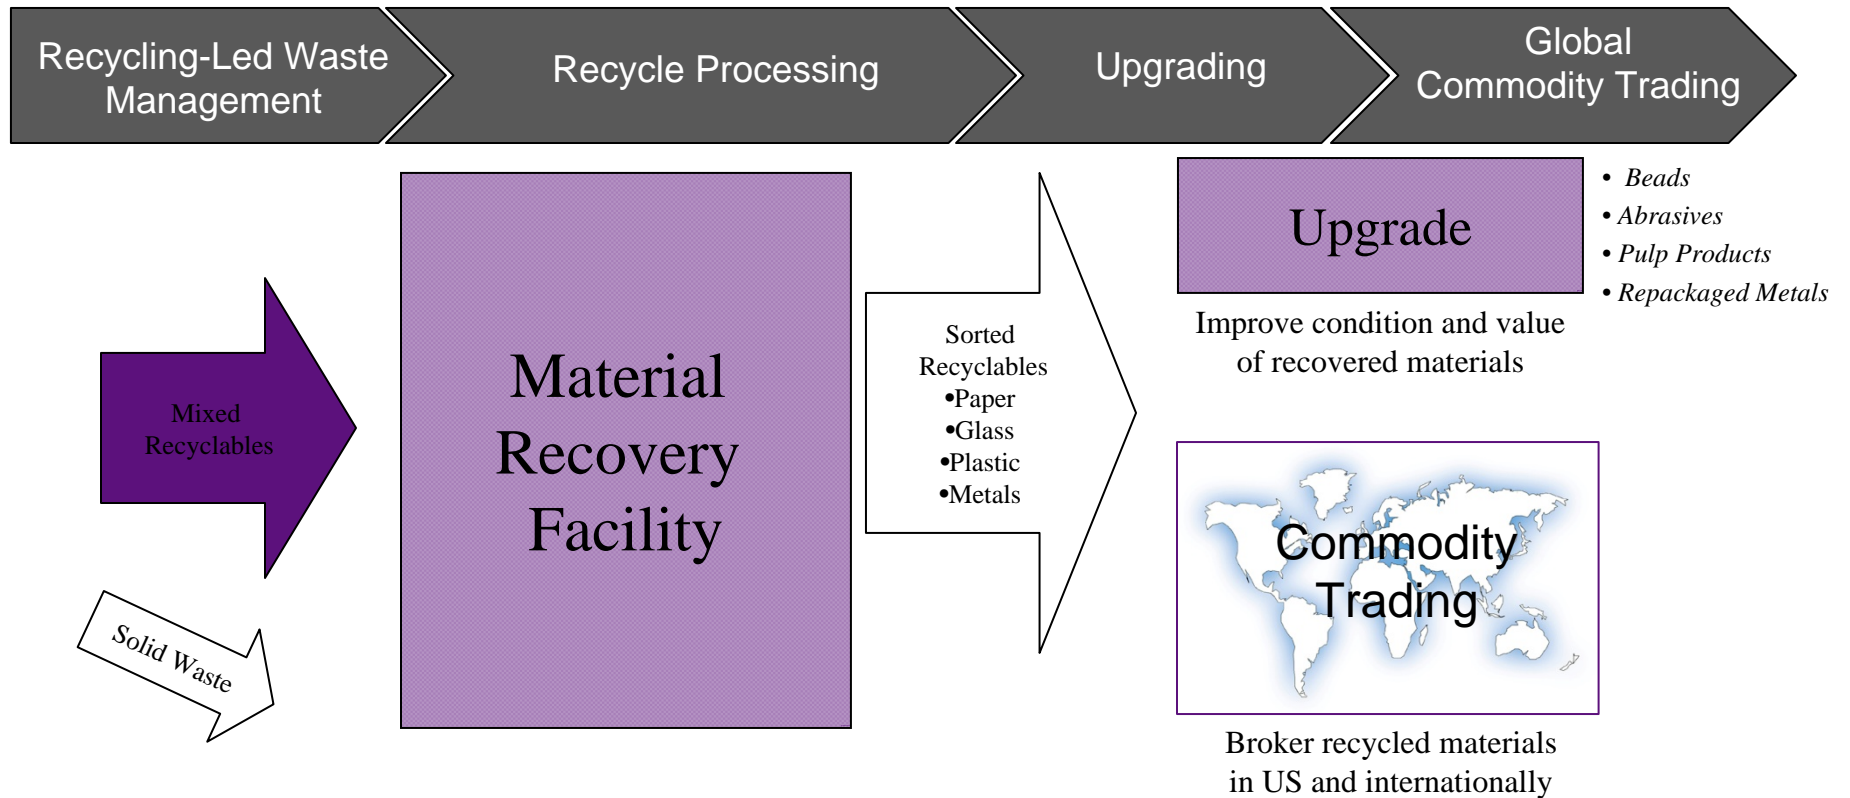 Recycling-Led Waste
Management
Recycle Processing
Upgrading
Global
Commodity Trading
Mixed
Recyclables
Solid Waste
Material
Recovery
Facility
Sorted
Recyclables
•Paper
•Glass
•Plastic
•Metals
Upgrade
• Beads
• Abrasives
• Pulp Products
• Repackaged Metals
Improve condition and value
of recovered materials
Commodity
Trading
Broker recycled materials
in US and internationally